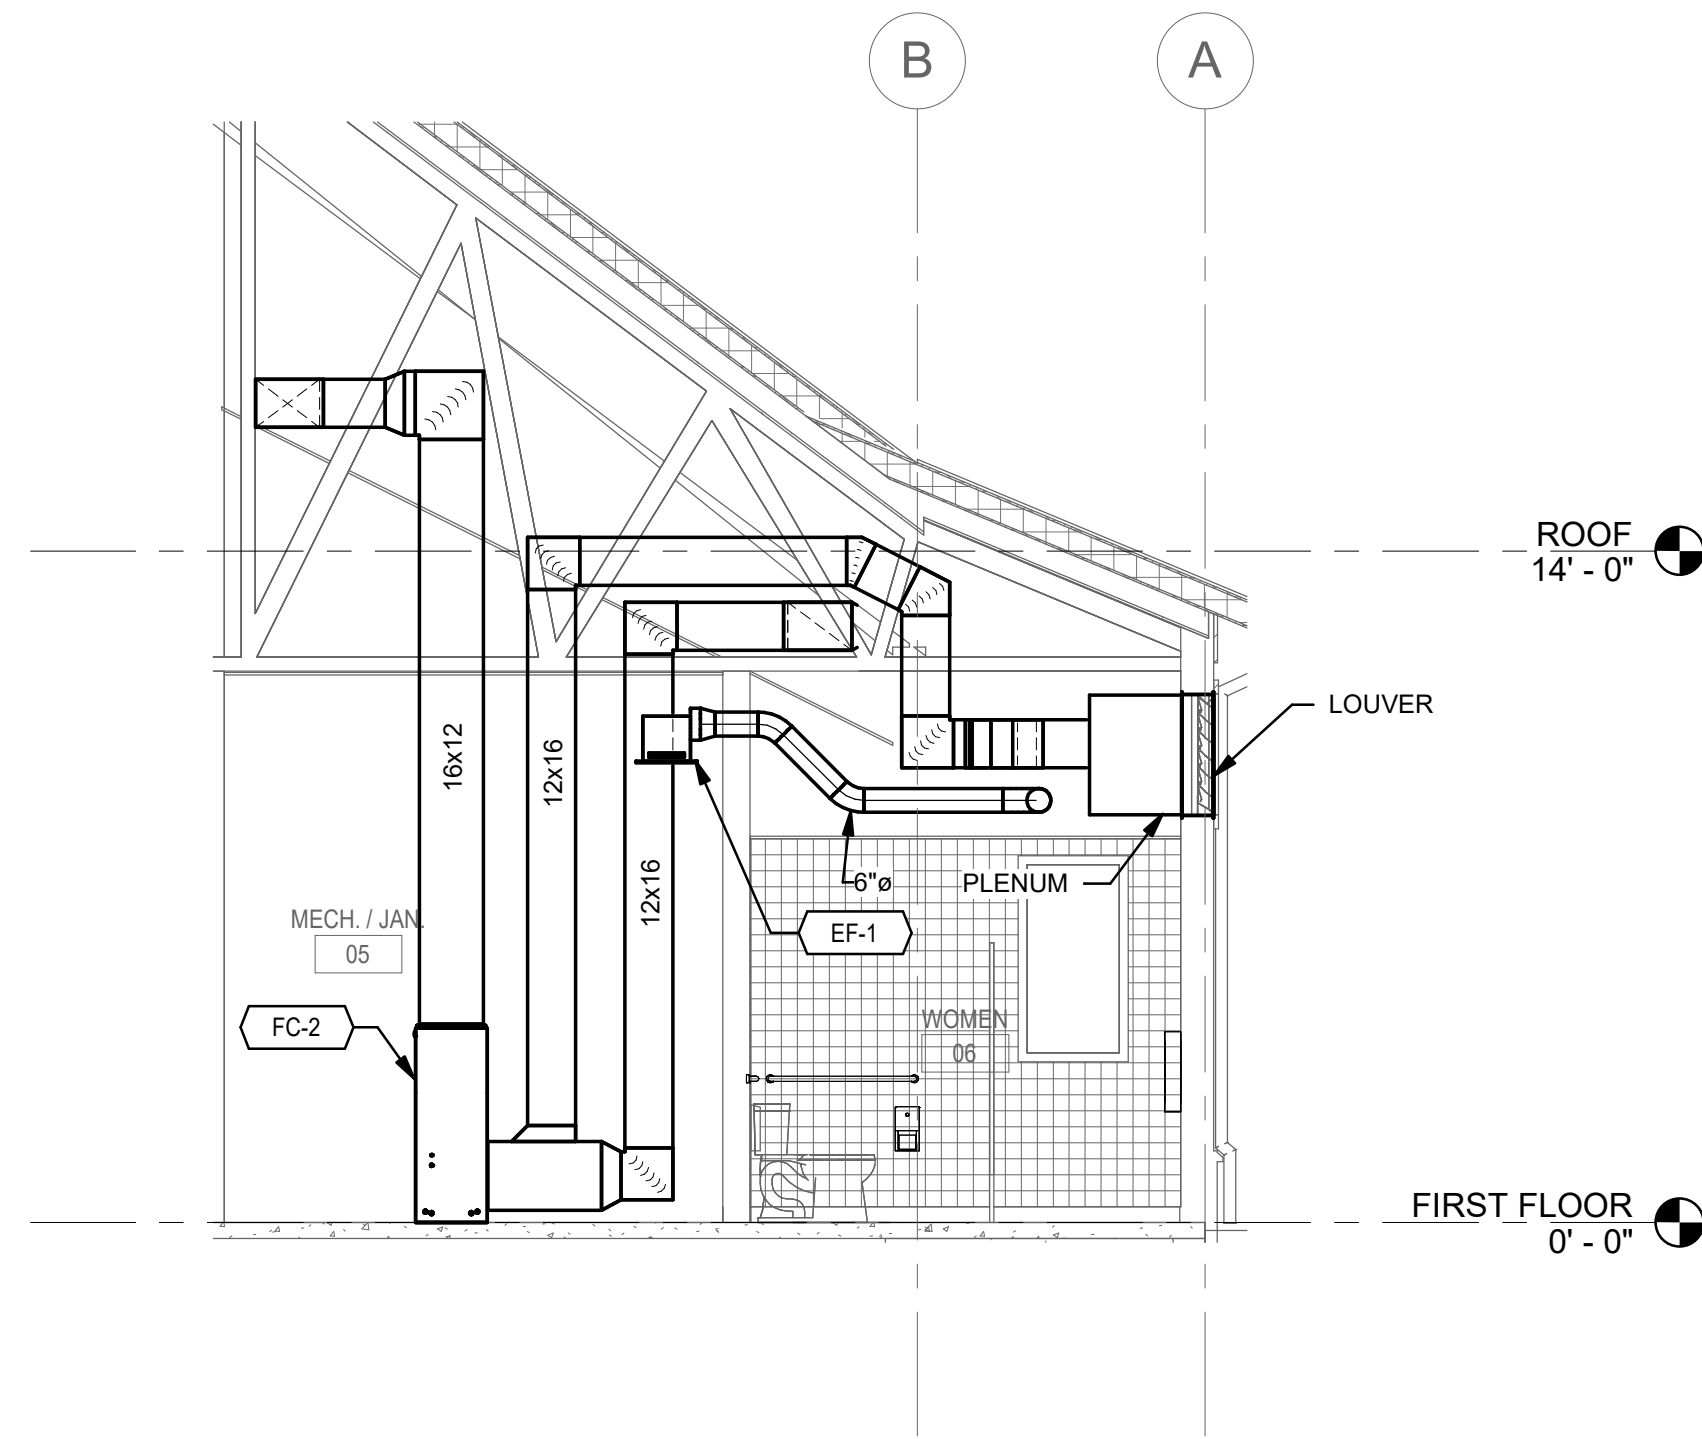 B
A
ROOF
14' - 0"
LOUVER
16x12
12x16
12x16
6"ø
PLENUM
MECH. / JAN.
05
EF-1
FC-2
WOMEN
06
FIRST FLOOR
0' - 0"